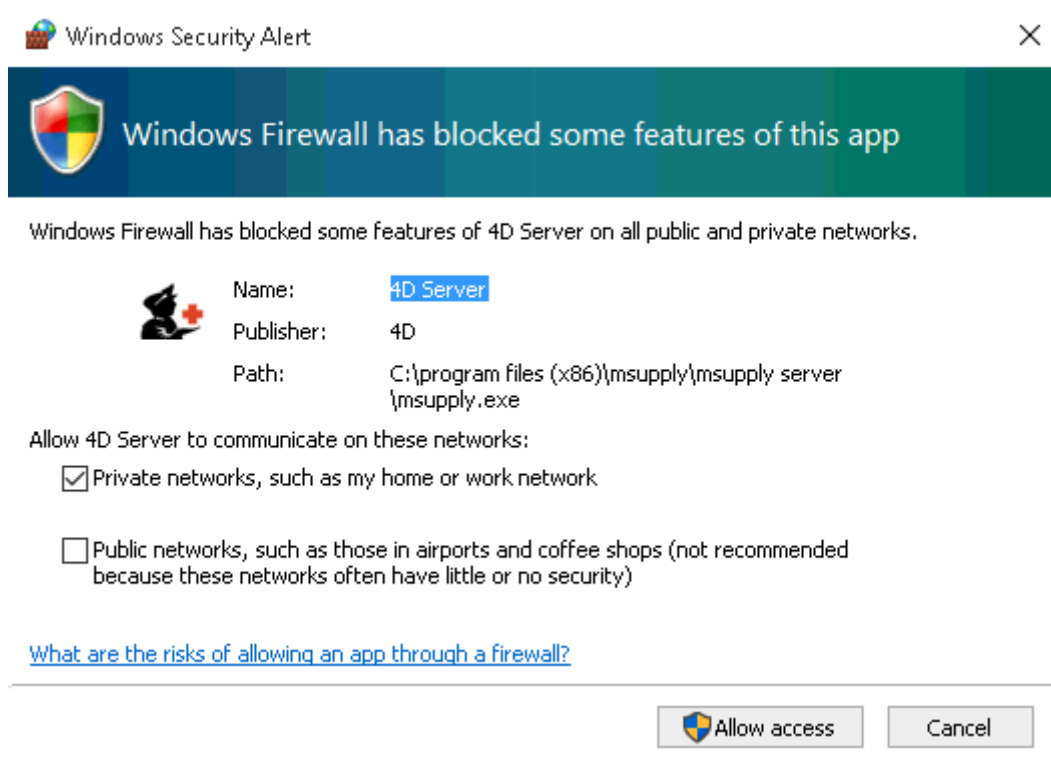 Windows Security Alert
Windows Firewall has blocked some features of this app
Windows Firewall has blocked some features of 4D Server on all public and private networks.
Name: 4D Server
Publisher: 4D
Path: C:\program files (x86)\msupply\msupply server
\msupply.exe
Allow 4D Server to communicate on these networks:
Private networks, such as my home or work network
Public networks, such as those in airports and coffee shops (not recommended
because these networks often have little or no security)
What are the risks of allowing an app through a firewall?
Allow access Cancel